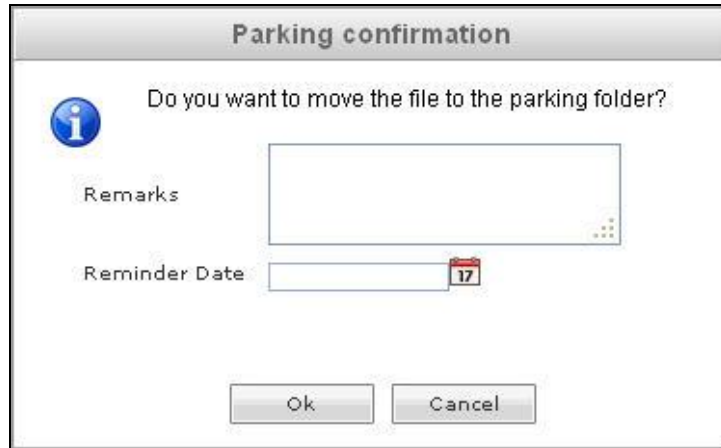 Parking confirmation
Do you want to move the file to the parking folder?
Remarks
Reminder Date
17
Ok
Cancel